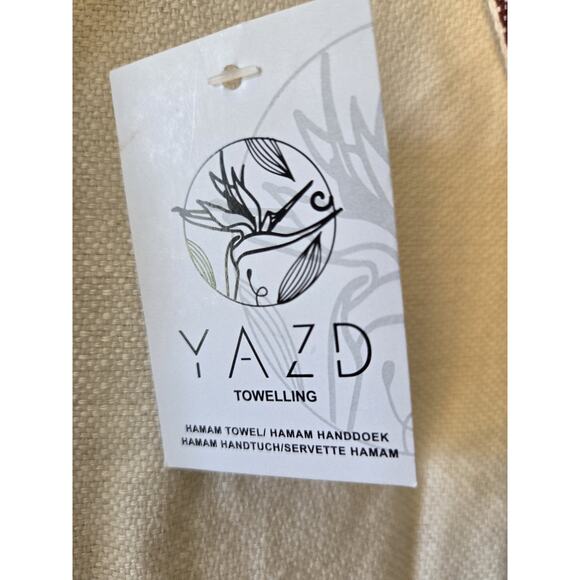 YAZD
TOWELLING
HAMAM TOWEL/ HAMAM HANDDOEK
HAMAM HANDTUCH/SERVETTE HAMAM